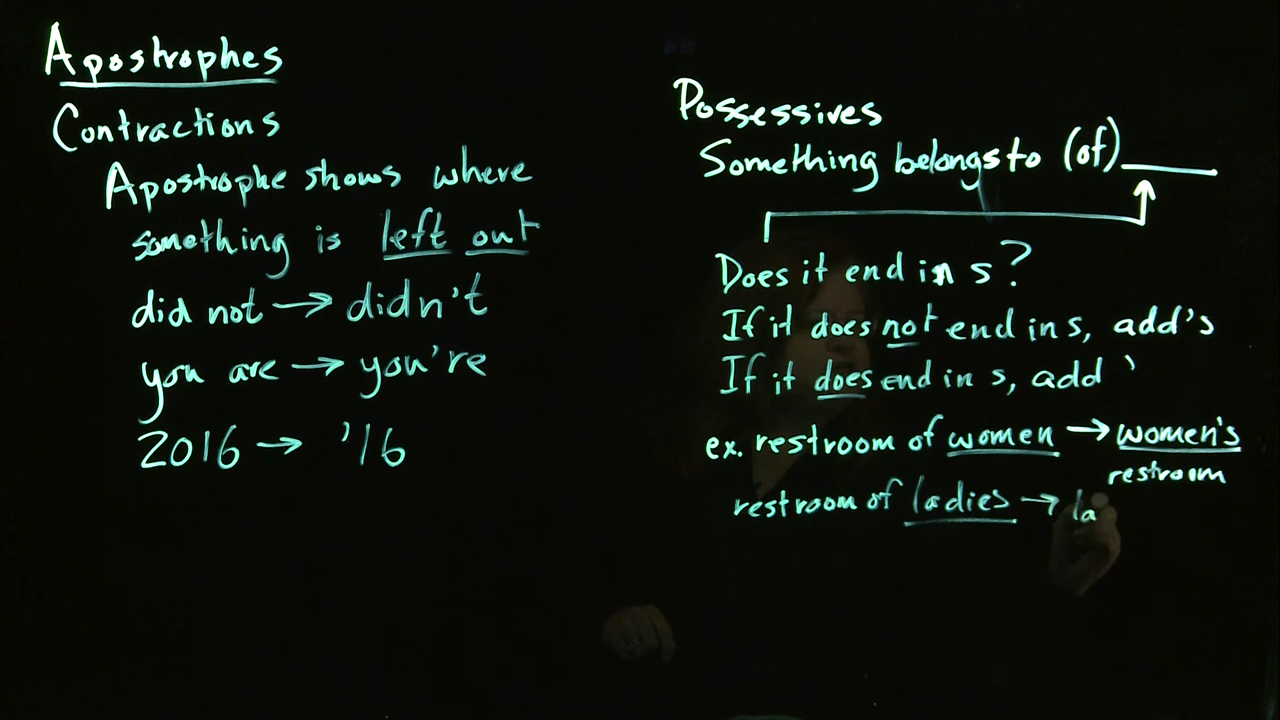 Apostrophes
Contractions
Apostrophe shows where
something is left out
did not → didn't
you are → you're
2016 → '16
Possessives
Something belongs to (of) ____
Does it end in s?
If it does not end in s, add 's
If it does end in s, add '
ex. restroom of women → women's
restroom
restroom of ladies → la